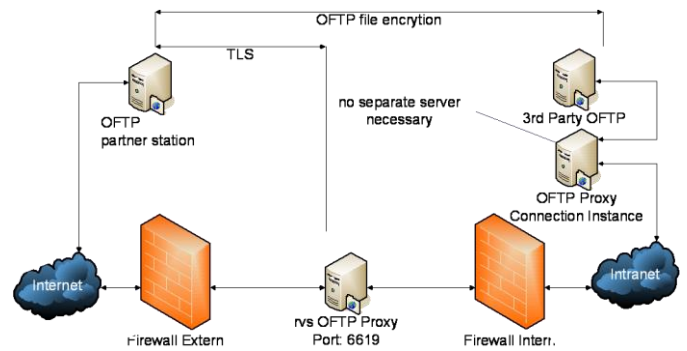 OFTP file encrytion
TLS
OFTP
partner station
no separate server
necessary
3rd Party OFTP
OFTP Proxy
Connection Instance
Internet
Intranet
rvs OFTP Proxy
Port: 6619
Firewall Extern
Firewall Intern